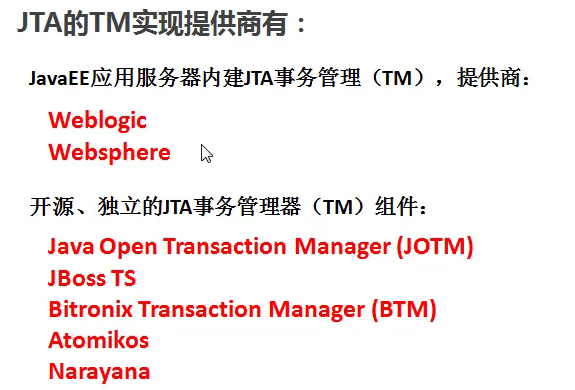 JTA的TM实现提供商有：
JavaEE应用服务器内建JTA事务管理（TM），提供商：
Weblogic
Websphere
开源、独立的JTA事务管理器（TM）组件：
Java Open Transaction Manager (JOTM)
JBoss TS
Bitronix Transaction Manager (BTM)
Atomikos
Narayana